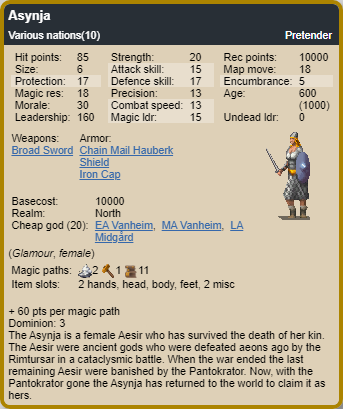 Asynja
Various nations(10) Pretender
Hit points: 85 Strength: 20 Rec points: 10000
Size: 6 Attack skill: 15 Map move: 18
Protection: 17 Defence skill: 17 Encumbrance: 5
Magic res: 18 Precision: 13 Age: 600
Morale: 30 Combat speed: 13 (1000)
Leadership: 160 Magic ldr: 15 Undead ldr: 0
Weapons: Armor:
Broad Sword Chain Mail Hauberk
Shield
Iron Cap
Basecost: 10000
Realm: North
Cheap god (20): EA Vanheim, MA Vanheim, LA
Midgård
(Glamour, female)
Magic paths: 2 1 11
Item slots: 2 hands, head, body, feet, 2 misc
+ 60 pts per magic path
Dominion: 3
The Asynja is a female Aesir who has survived the death of her kin.
The Aesir were ancient gods who were defeated aeons ago by the
Rimtursar in a cataclysmic battle. When the war ended the last
remaining Aesir were banished by the Pantokrator. Now, with the
Pantokrator gone the Asynja has returned to the world to claim it as
hers.